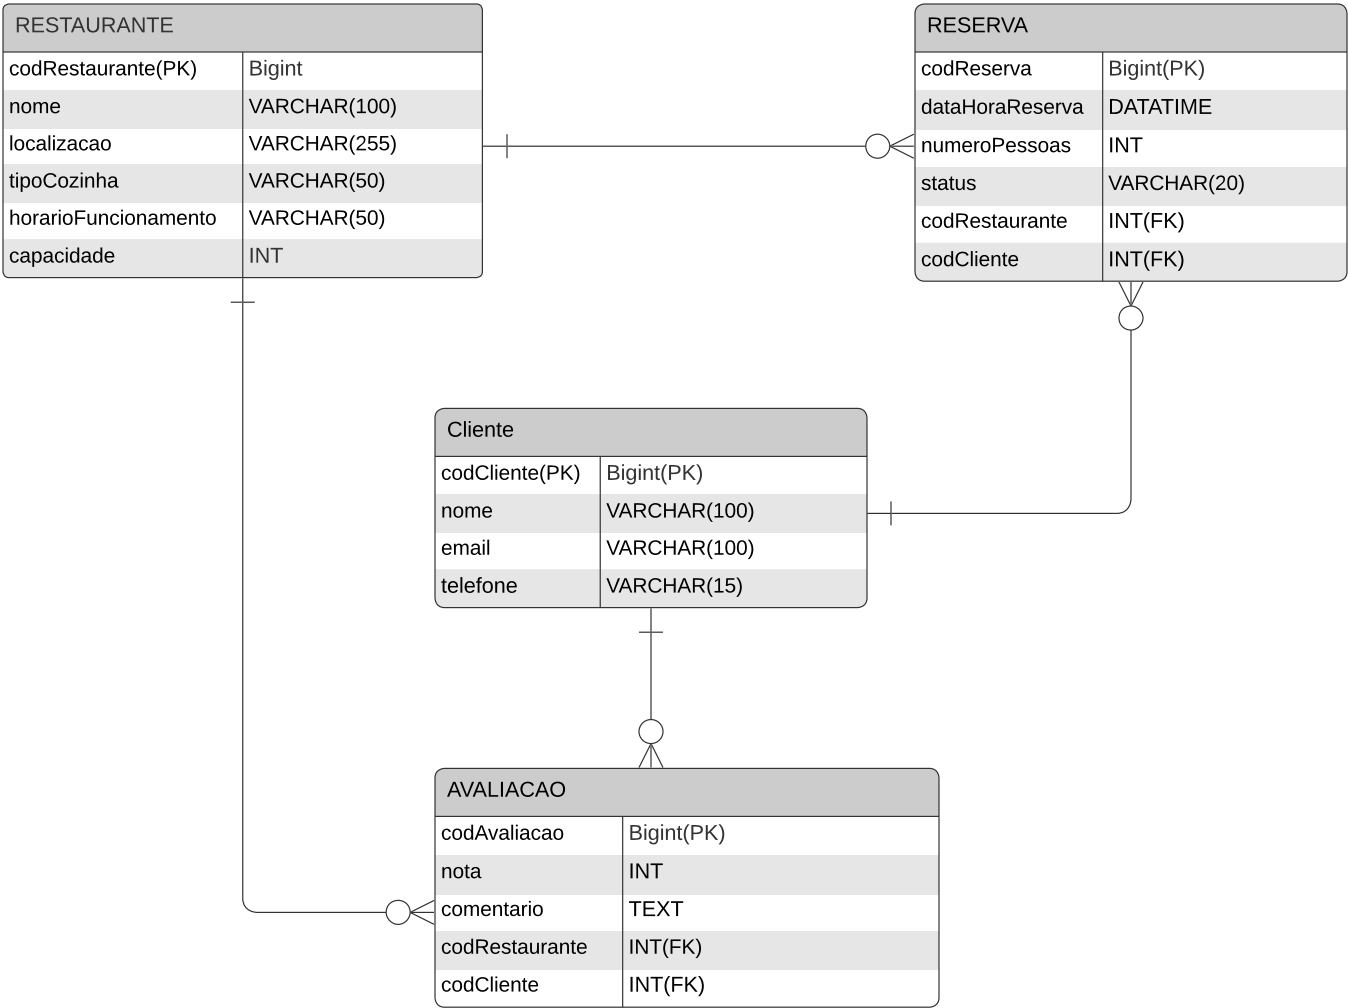 RESTAURANTE
codRestaurante(PK) Bigint
nome VARCHAR(100)
localizacao VARCHAR(255)
tipoCozinha VARCHAR(50)
horarioFuncionamento VARCHAR(50)
capacidade INT
RESERVA
codReserva Bigint(PK)
dataHoraReserva DATATIME
numeroPessoas INT
status VARCHAR(20)
codRestaurante INT(FK)
codCliente INT(FK)
Cliente
codCliente(PK) Bigint(PK)
nome VARCHAR(100)
email VARCHAR(100)
telefone VARCHAR(15)
AVALIACAO
codAvaliacao Bigint(PK)
nota INT
comentario TEXT
codRestaurante INT(FK)
codCliente INT(FK)